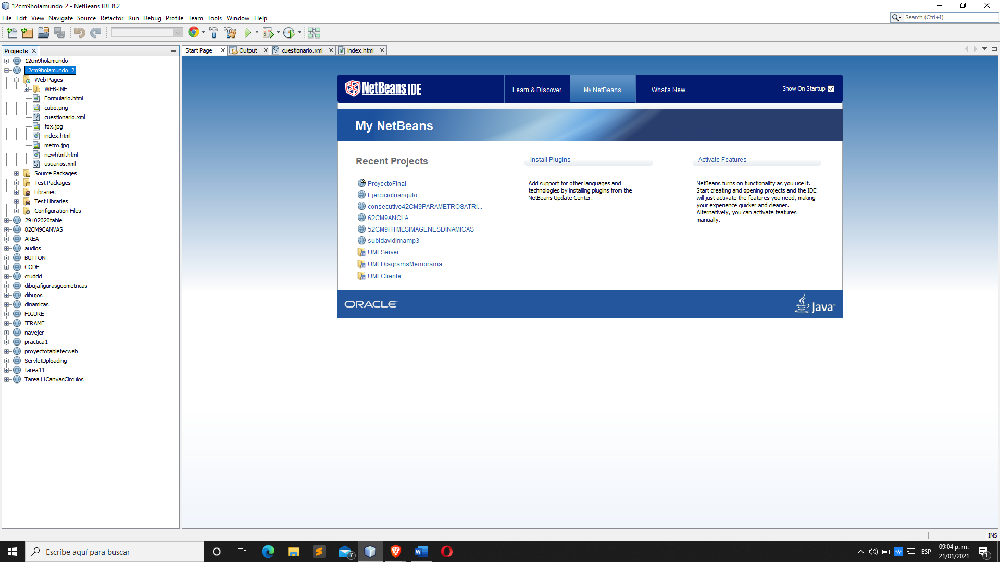 12cm9holamundo_2 - NetBeans IDE 8.2
File Edit View Navigate Source Refactor Run Debug Profile Team Tools Window Help
Search (Ctrl+I)
Projects
Start Page
Output
cuestionario.xml
index.html
12cm9holamundo
12cm9holamundo_2
Web Pages
WEB-INF
Formulario.html
cubo.png
cuestionario.xml
fox.jpg
index.html
metro.jpg
newhtml.html
usuarios.xml
Source Packages
Test Packages
Libraries
Test Libraries
Configuration Files
29102020table
82CM9CANVAS
AREA
audios
BUTTON
CODE
cruddd
dibujafigurasgeometricas
dibujos
dinamicas
FIGURE
IFRAME
navejer
practica1
proyectotabletecweb
ServletUploading
tarea11
Tarea11CanvasCirculos
NetBeans IDE
Learn & Discover
My NetBeans
What's New
Show On Startup
My NetBeans
Recent Projects
ProyectoFinal
Ejerciciotriangulo
consecutivo42CM9PARAMETROSATRI...
62CM9ANCLA
52CM9HTMLSIMAGENESDINAMICAS
subidavidimamp3
UMLServer
UMLDiagramsMemorama
UMLCliente
Install Plugins
Add support for other languages and
technologies by installing plugins from the
NetBeans Update Center.
Activate Features
NetBeans turns on functionality as you use it.
Start creating and opening projects and the IDE
will just activate the features you need, making
your experience quicker and cleaner.
Alternatively, you can activate features
manually.
ORACLE
Java
INS
Escribe aquí para buscar
7
ESP
09:04 p. m.
21/01/2021
1